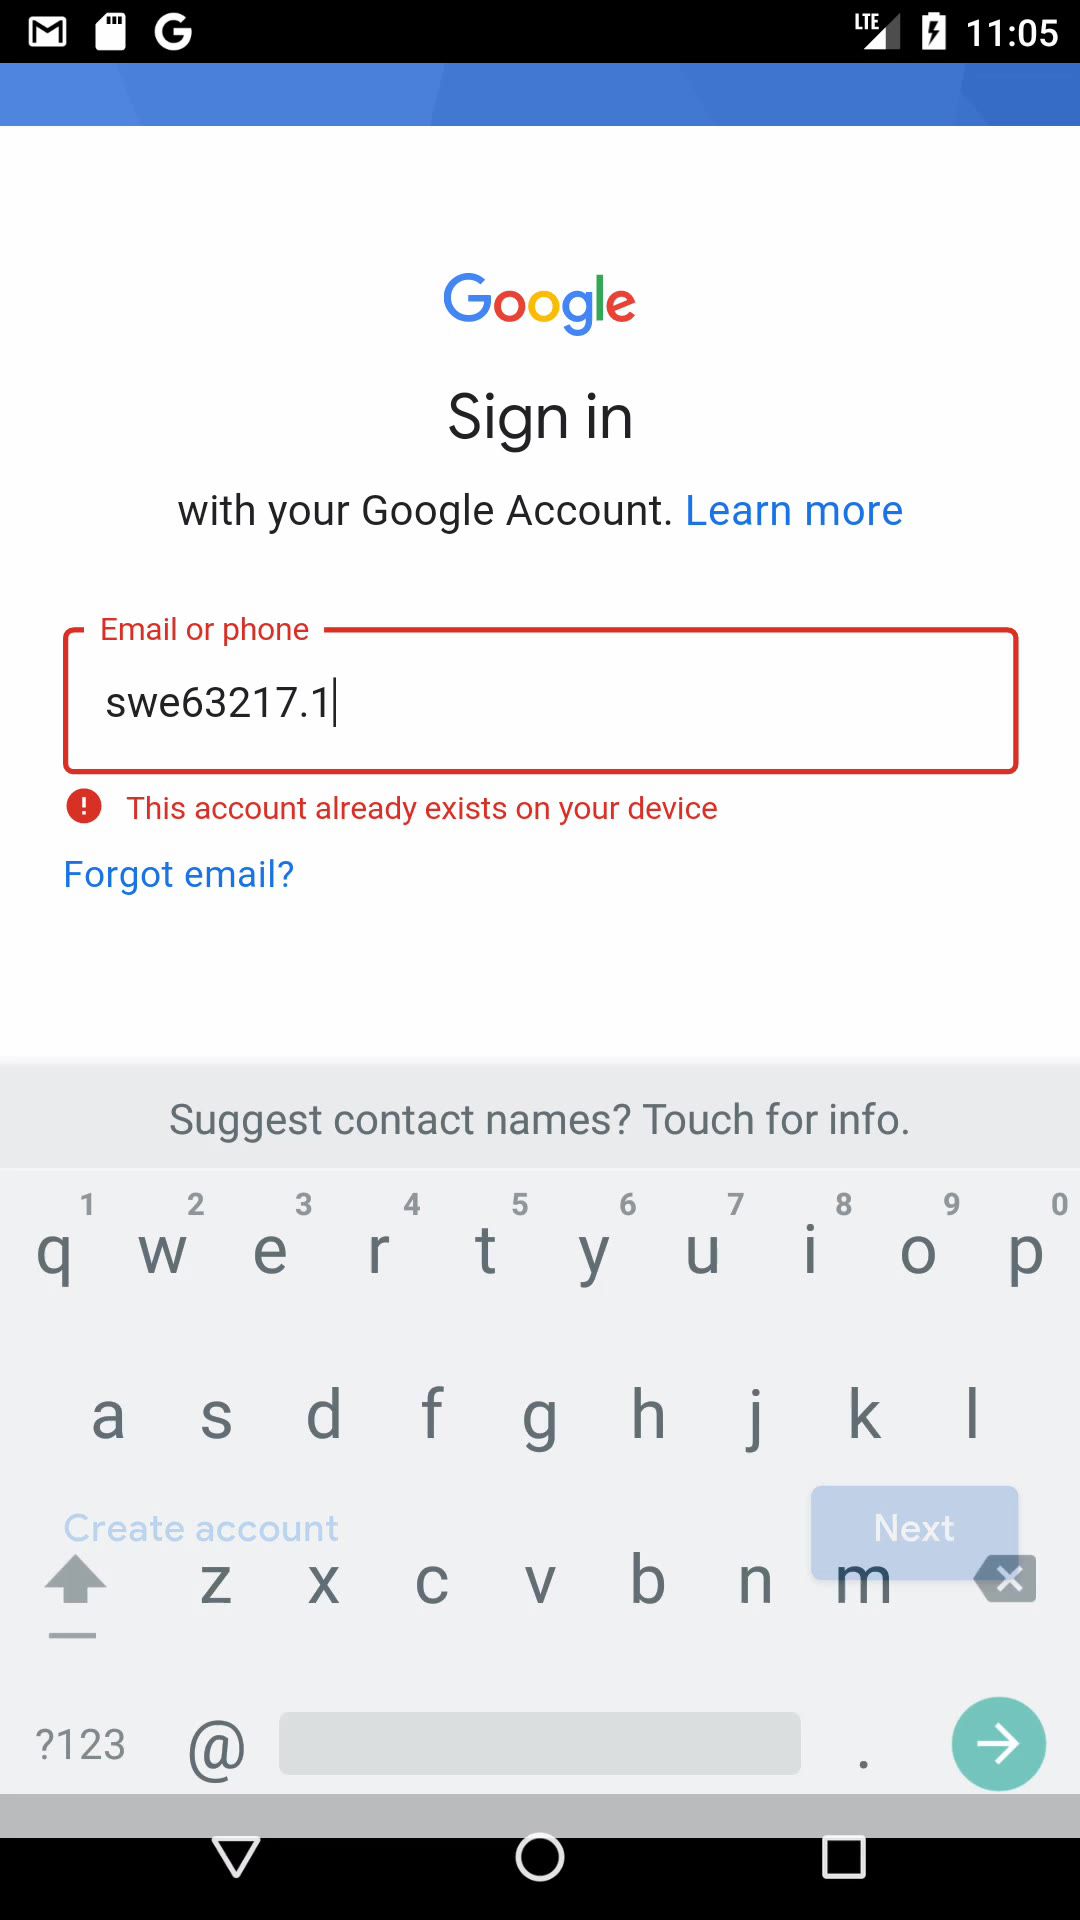 LTE 11:05
Google
Sign in
with your Google Account. Learn more
Email or phone
swe63217.1
This account already exists on your device
Forgot email?
Suggest contact names? Touch for info.
1 2 3 4 5 6 7 8 9 0
q w e r t y u i o p
a s d f g h j k l
Create account Next
z x c v b n m
?123 @ .